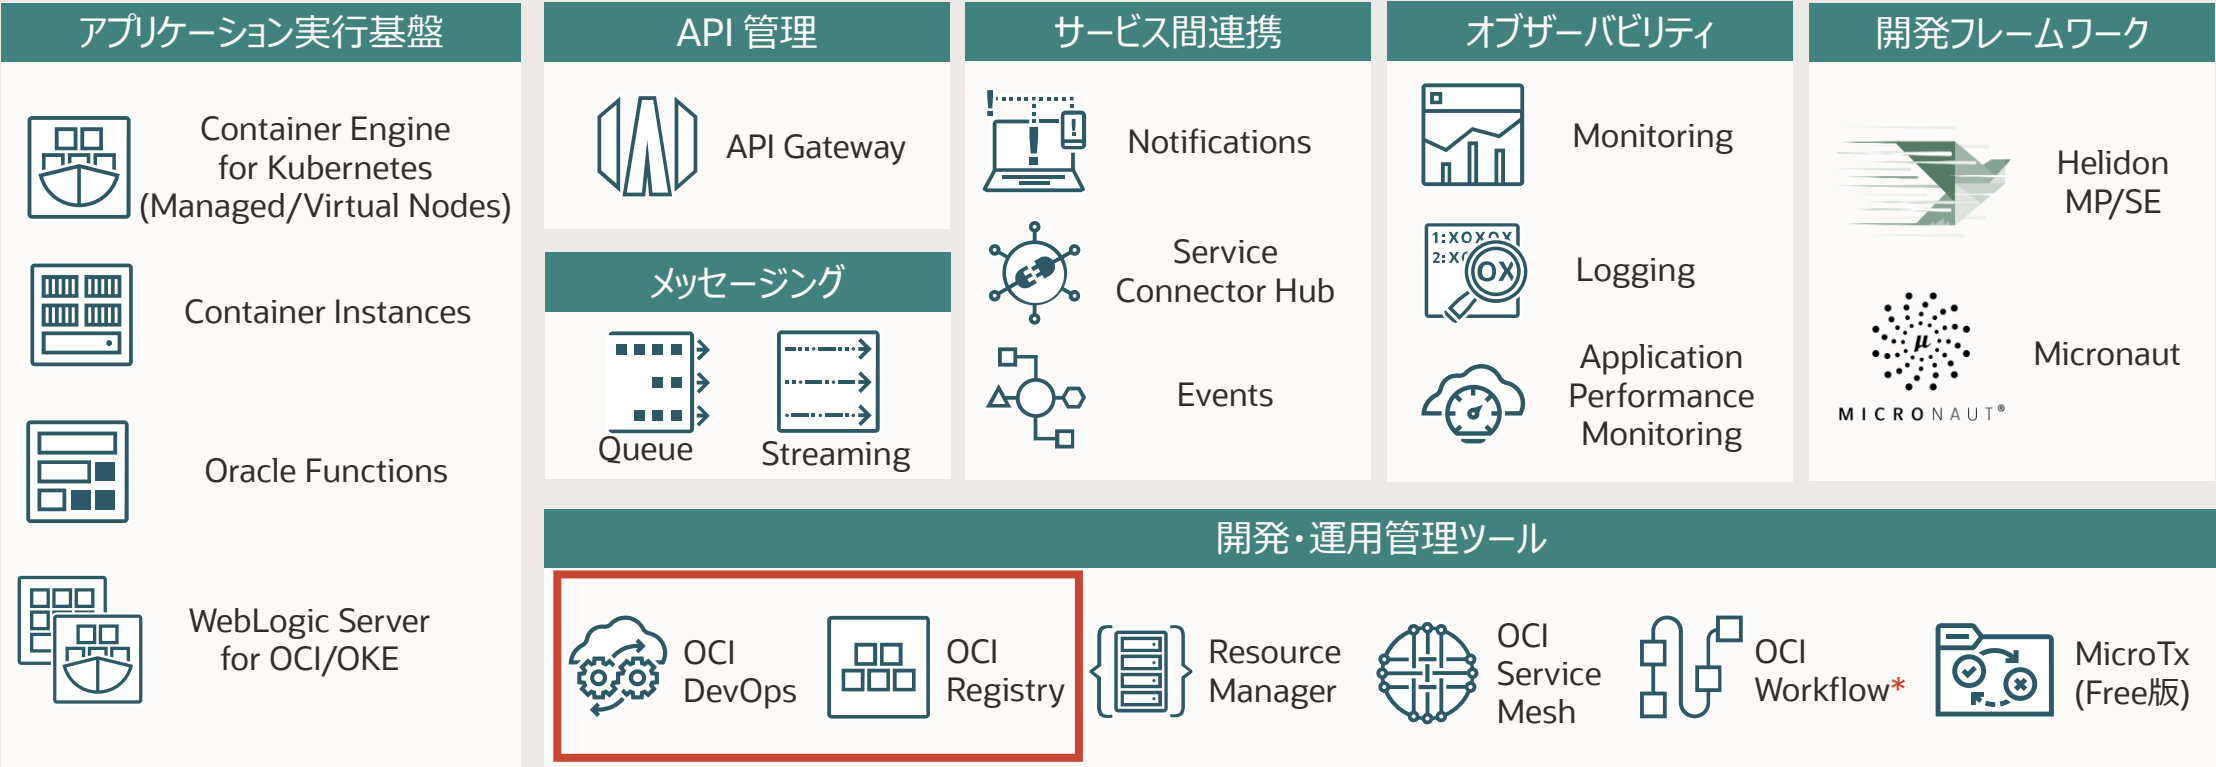 アプリケーション実行基盤
Container Engine
for Kubernetes
(Managed/Virtual Nodes)
Container Instances
Oracle Functions
WebLogic Server
for OCI/OKE
API 管理
API Gateway
メッセージング
Queue
Streaming
サービス間連携
!
!
!
Notifications
Service
Connector Hub
Events
オブザーバビリティ
Monitoring
1:XOXOX
2:X
OX
Logging
Application
Performance
Monitoring
開発フレームワーク
Helidon
MP/SE
μ
MICRONAUT®
Micronaut
開発・運用管理ツール
OCI
DevOps
OCI
Registry
Resource
Manager
OCI
Service
Mesh
OCI
Workflow*
MicroTx
(Free版)